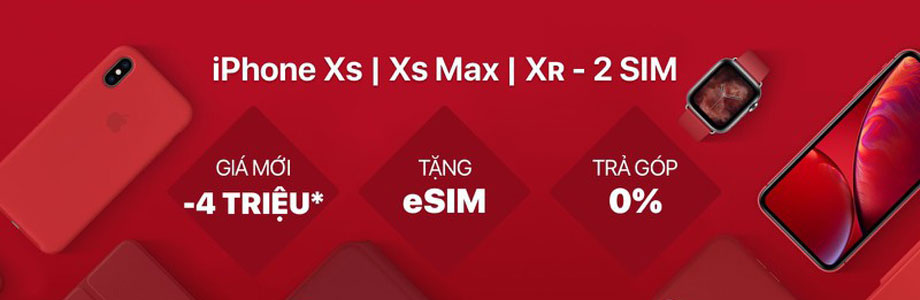 iPhone Xs | Xs Max | XR - 2 SIM
GIÁ MỚI
-4 TRIỆU*
TẶNG
eSIM
TRẢ GÓP
0%